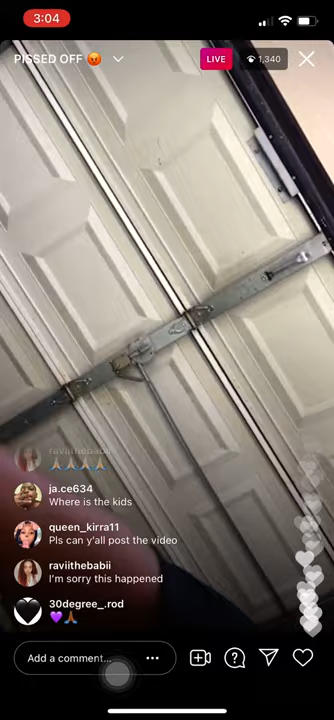 3:04
PISSED OFF 😡
LIVE
1,340
raviithebabii
🙏🏽🙏🏽🙏🏽🙏🏽
ja.ce634
Where is the kids
queen_kirra11
Pls can y'all post the video
raviithebabii
I'm sorry this happened
30degree_.rod
💜🙏🏾
Add a comment...